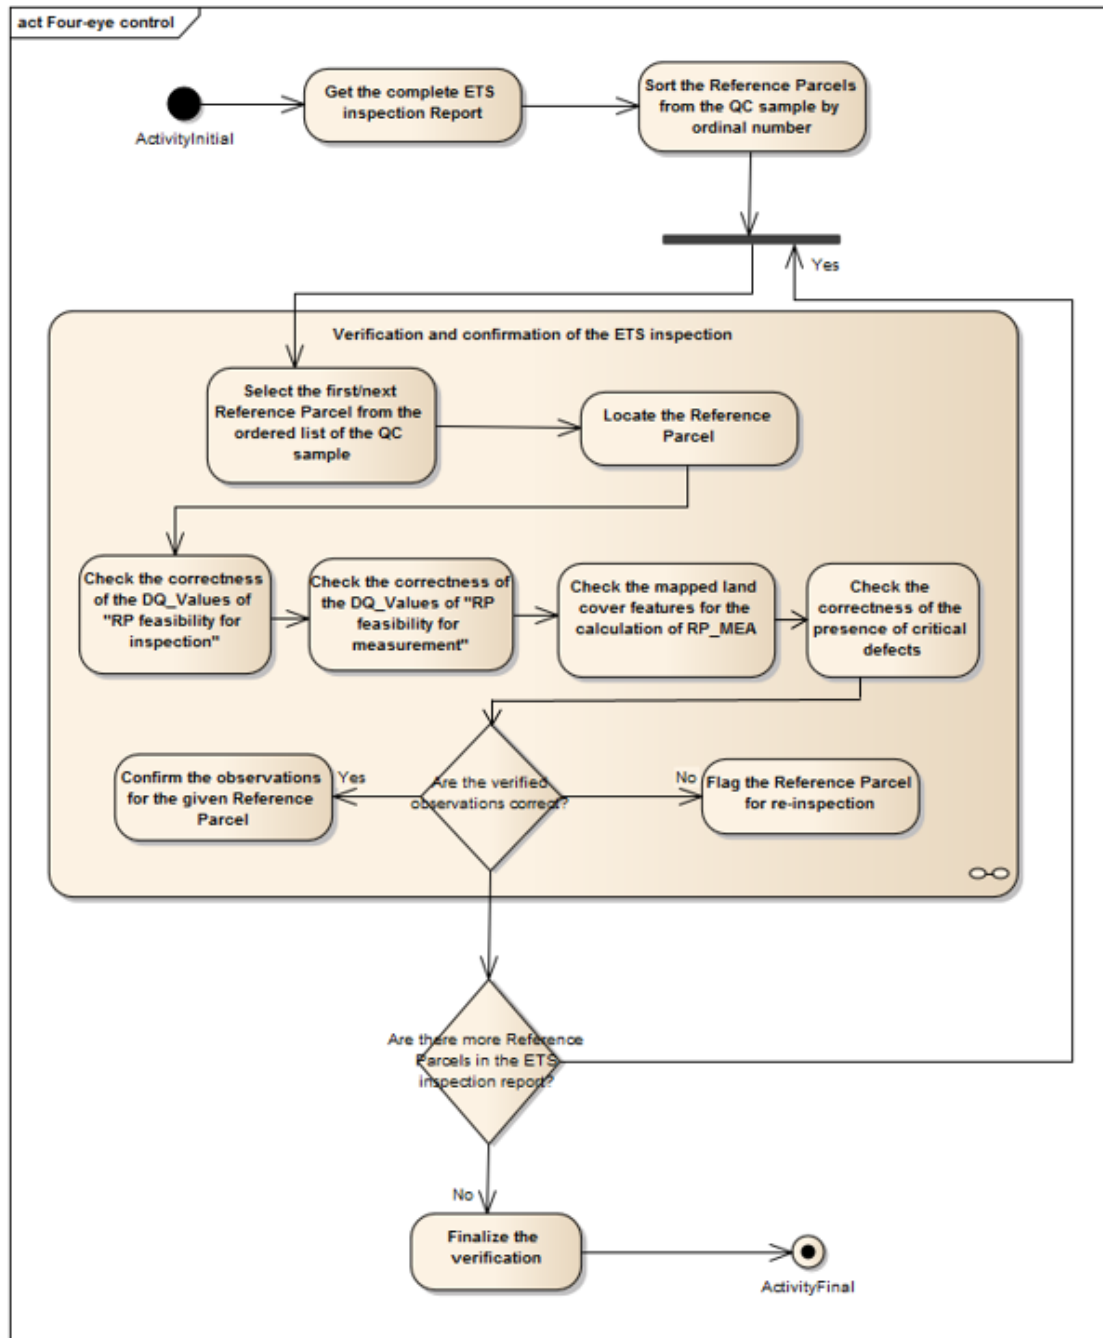 act Four-eye control
ActivityInitial
Get the complete ETS
inspection Report
Sort the Reference Parcels
from the QC sample by
ordinal number
Yes
Verification and confirmation of the ETS inspection
Select the first/next
Reference Parcel from the
ordered list of the QC
sample
Locate the Reference
Parcel
Check the correctness
of the DQ_Values of
"RP feasibility for
inspection"
Check the correctness of
the DQ_Values of "RP
feasibility for
measurement"
Check the mapped land
cover features for the
calculation of RP_MEA
Check the
correctness of the
presence of critical
defects
Confirm the observations
for the given Reference
Parcel
Yes
Are the verified
observations correct?
No
Flag the Reference Parcel
for re-inspection
Are there more Reference
Parcels in the ETS
inspection report?
No
Finalize the
verification
ActivityFinal